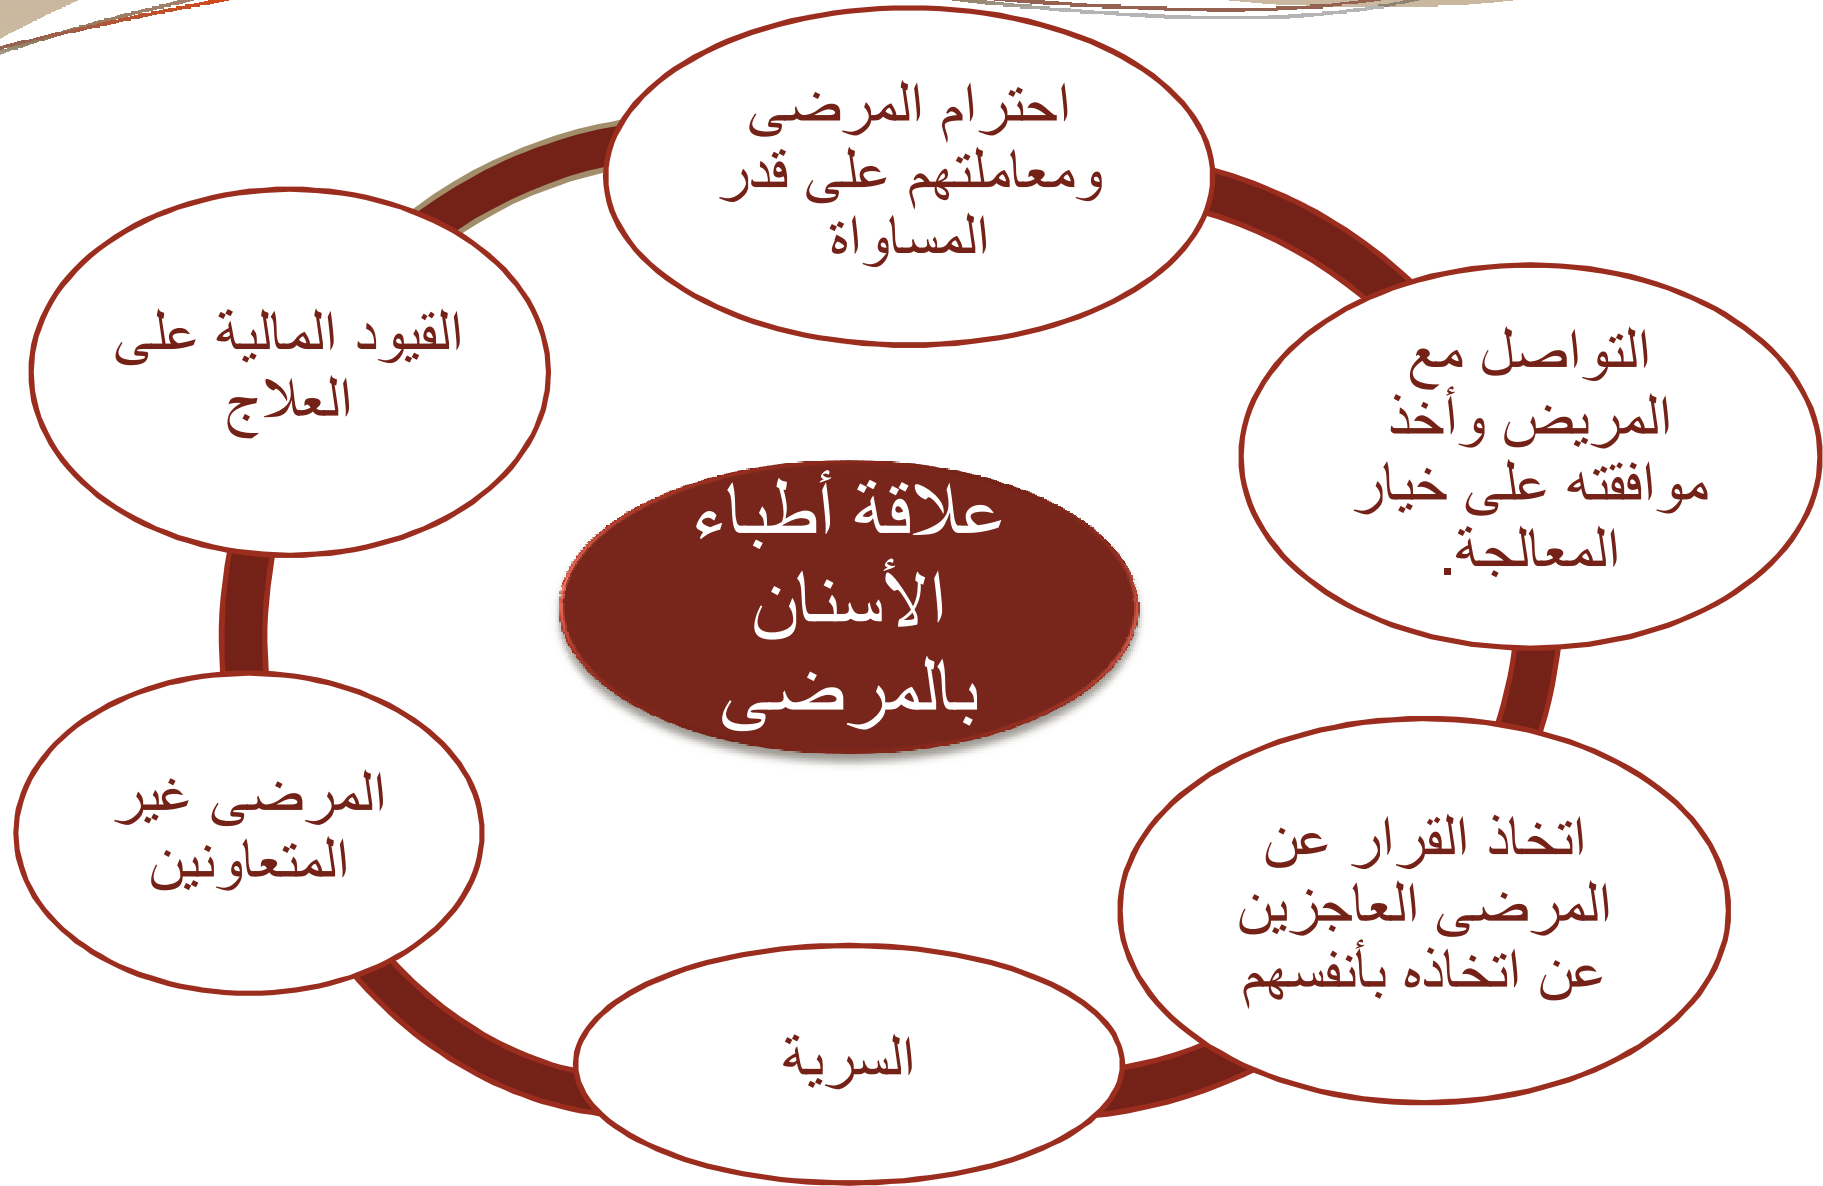 احترام المرضى
ومعاملتهم على قدر
المساواة
التواصل مع
المريض وأخذ
موافقته على خيار
المعالجة.
اتخاذ القرار عن
المرضى العاجزين
عن اتخاذه بأنفسهم
السرية
المرضى غير
المتعاونين
القيود المالية على
العلاج
علاقة أطباء
الأسنان
بالمرضى